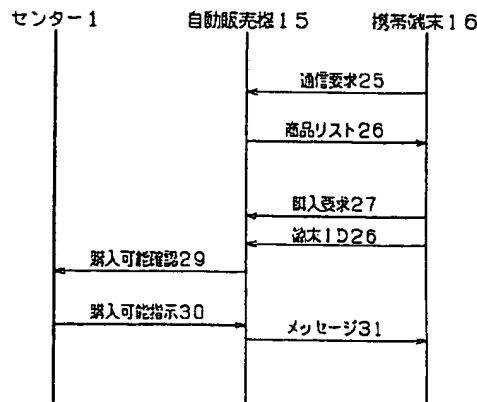 センター1 自動販売機15 携帯端末16
通信要求25
商品リスト26
購入要求27
端末ID26
購入可能確認29
購入可能指示30
メッセージ31